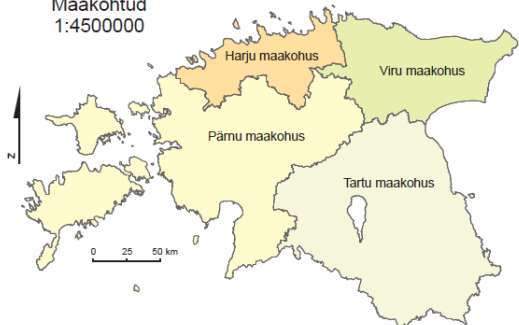 Maakohtud
1:4500000
Harju maakohus
Viru maakohus
Pärnu maakohus
Tartu maakohus
N
0 25 50 km